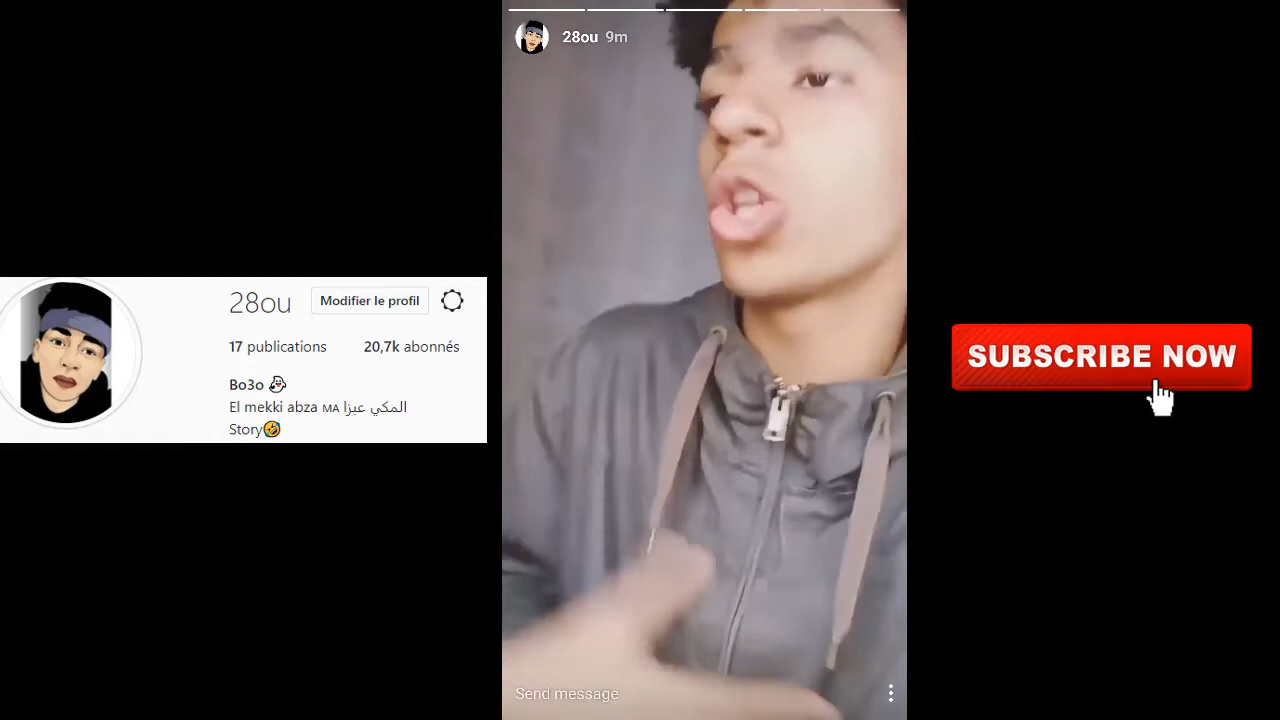 28ou 9m
28ou Modifier le profil
17 publications 20,7k abonnés
Bo3o 👻
El mekki abza ᴍᴀ المكي عبزا
Story🤣
SUBSCRIBE NOW
Send message